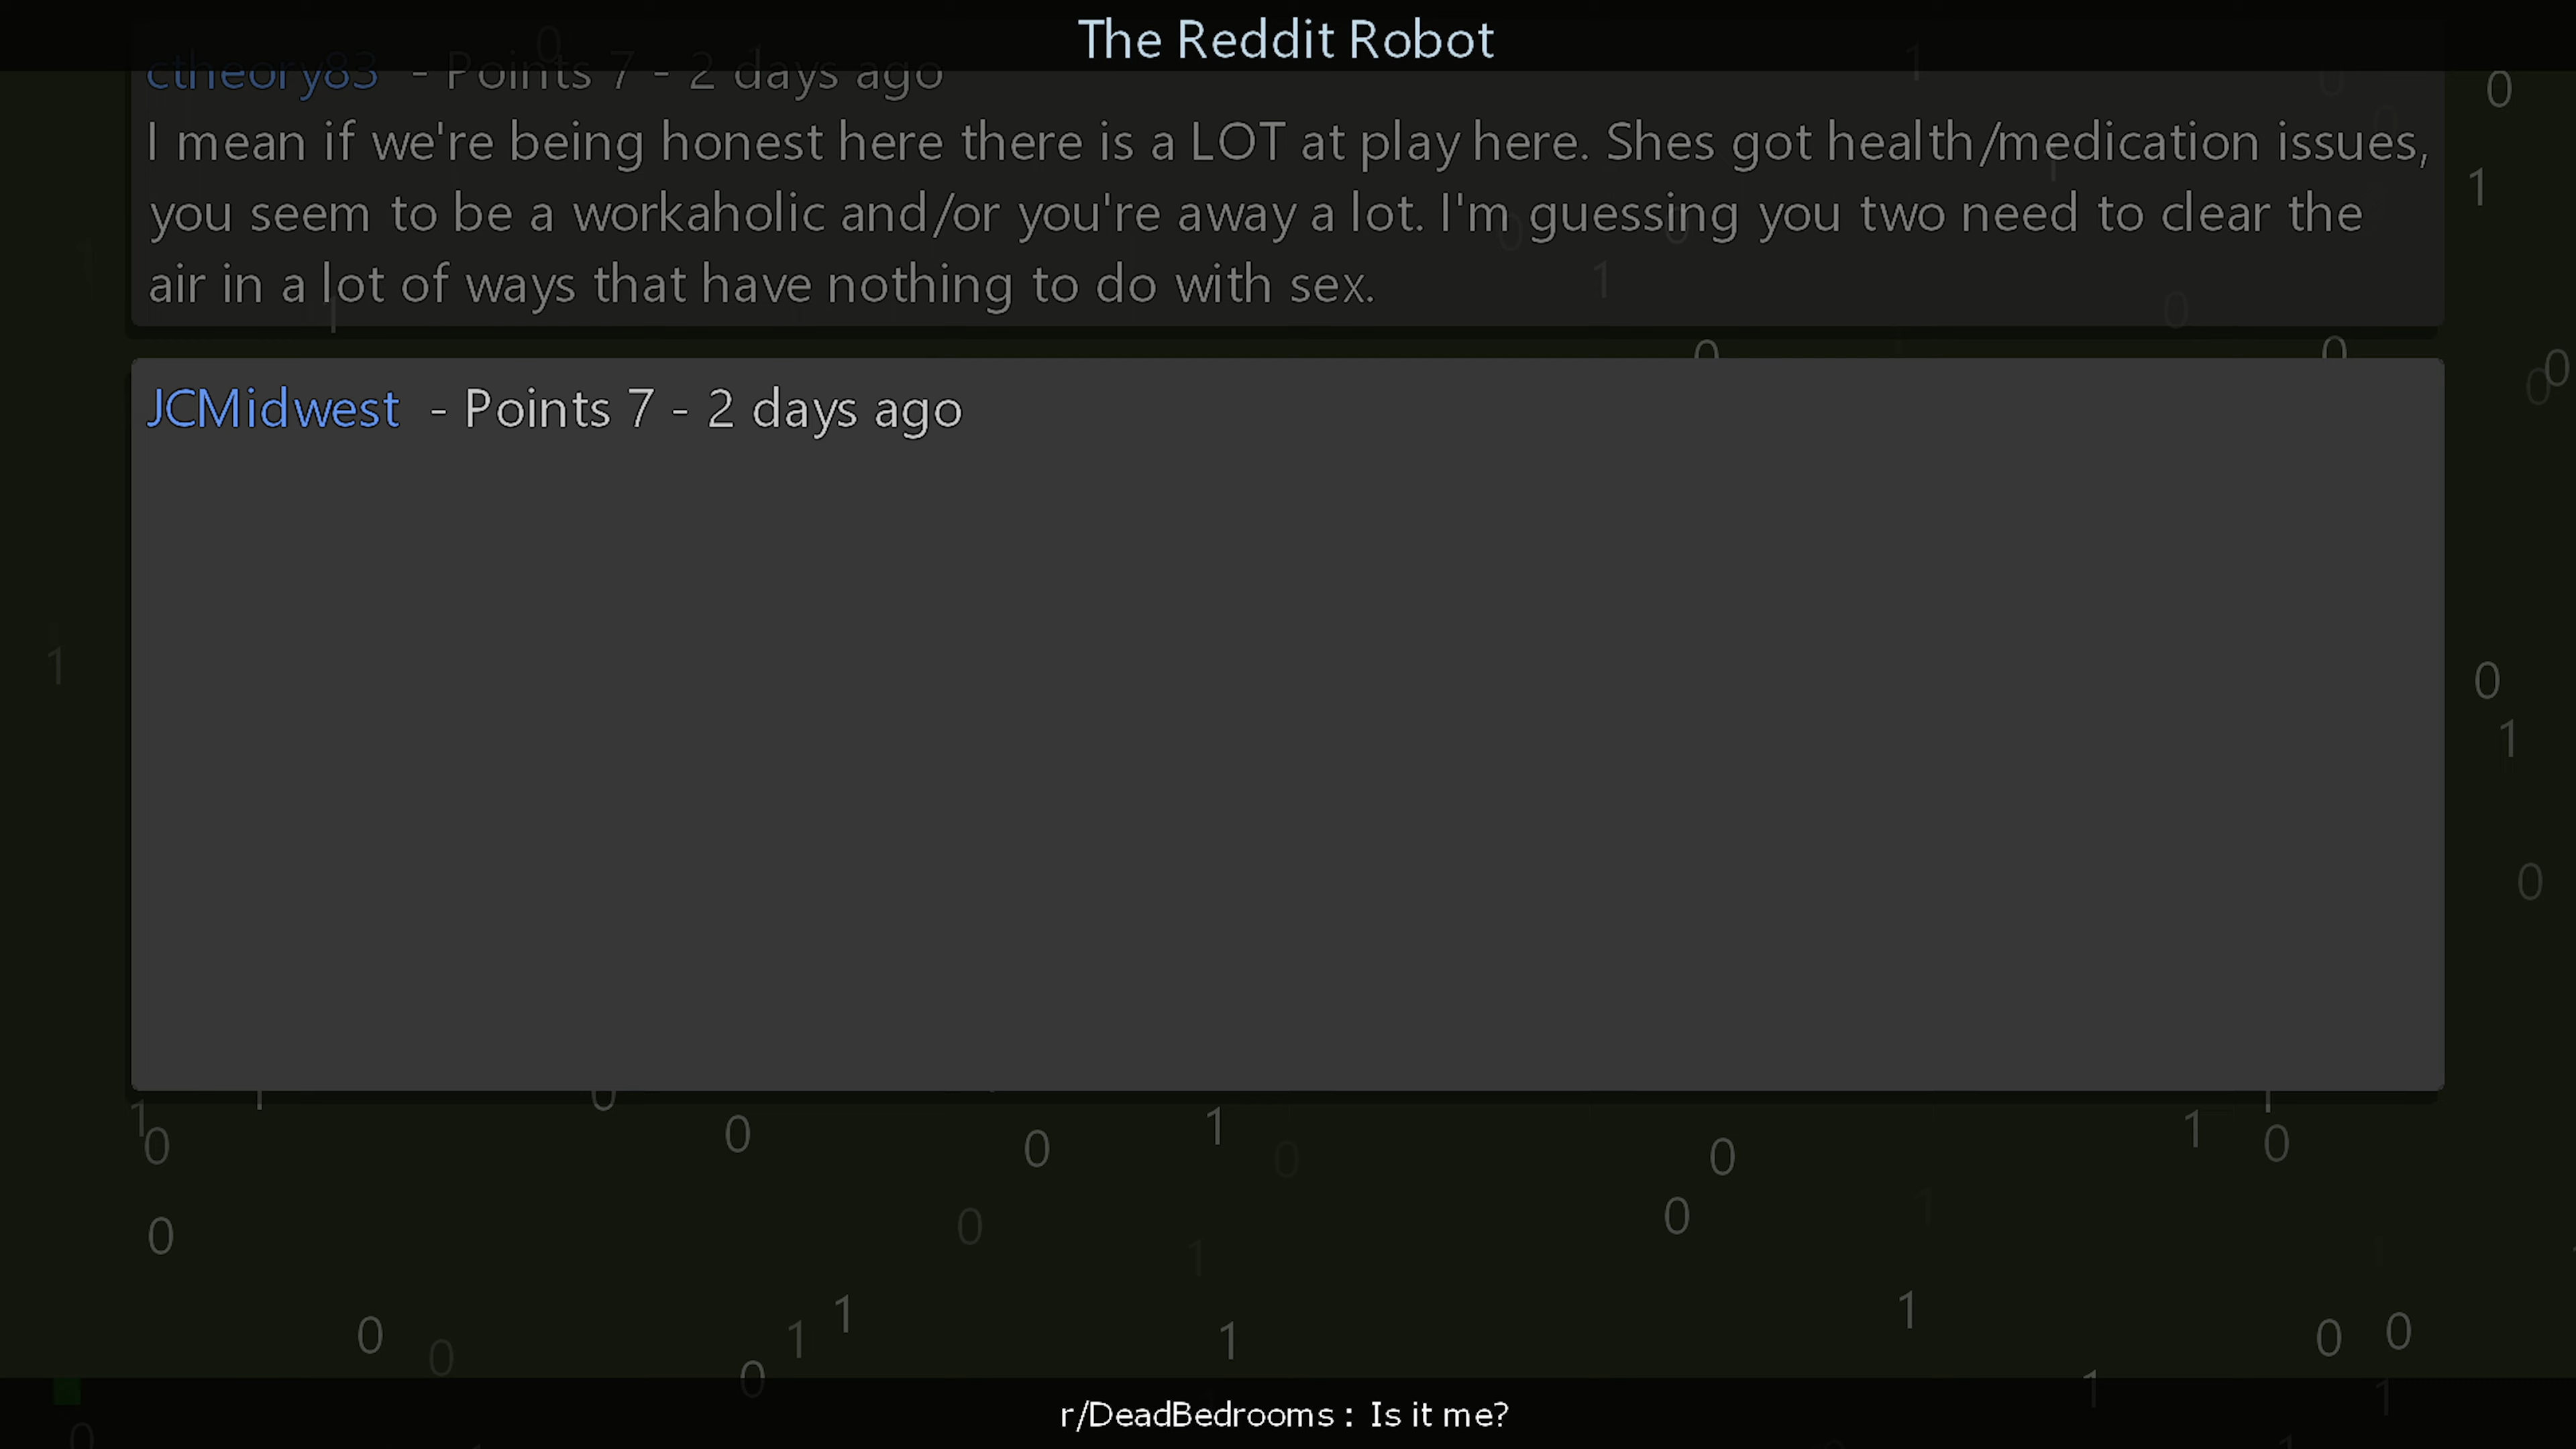 The Reddit Robot
ctheory83 - Points 7 - 2 days ago
I mean if we're being honest here there is a LOT at play here. Shes got health/medication issues,
you seem to be a workaholic and/or you're away a lot. I'm guessing you two need to clear the
air in a lot of ways that have nothing to do with sex.
JCMidwest - Points 7 - 2 days ago
r/DeadBedrooms : Is it me?